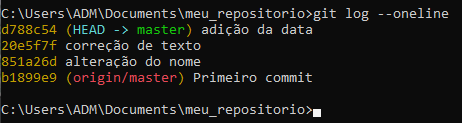 C:\Users\ADM\Documents\meu_repositorio>git log --oneline
d788c54 (HEAD -> master) adição da data
20e5f7f correção de texto
851a26d alteração do nome
b1899e9 (origin/master) Primeiro commit
C:\Users\ADM\Documents\meu_repositorio>